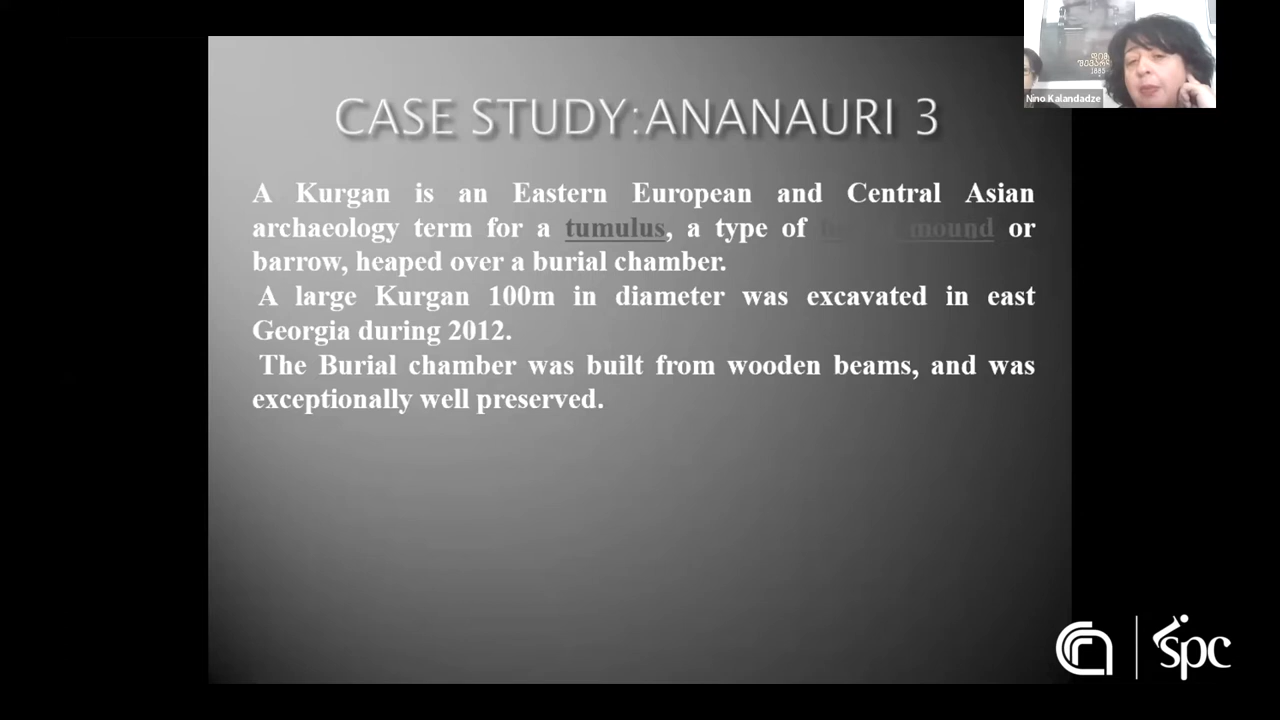 CASE STUDY:ANANAURI 3
A Kurgan is an Eastern European and Central Asian
archaeology term for a tumulus, a type of mound or
barrow, heaped over a burial chamber.
A large Kurgan 100m in diameter was excavated in east
Georgia during 2012.
The Burial chamber was built from wooden beams, and was
exceptionally well preserved.
1885
Nino Kalandadze
spc